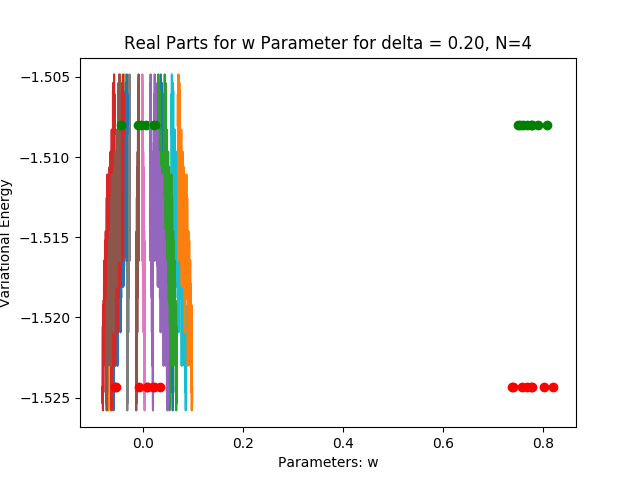 Real Parts for w Parameter for delta = 0.20, N=4
Variational Energy
−1.505
−1.510
−1.515
−1.520
−1.525
0.0 0.2 0.4 0.6 0.8
Parameters: w